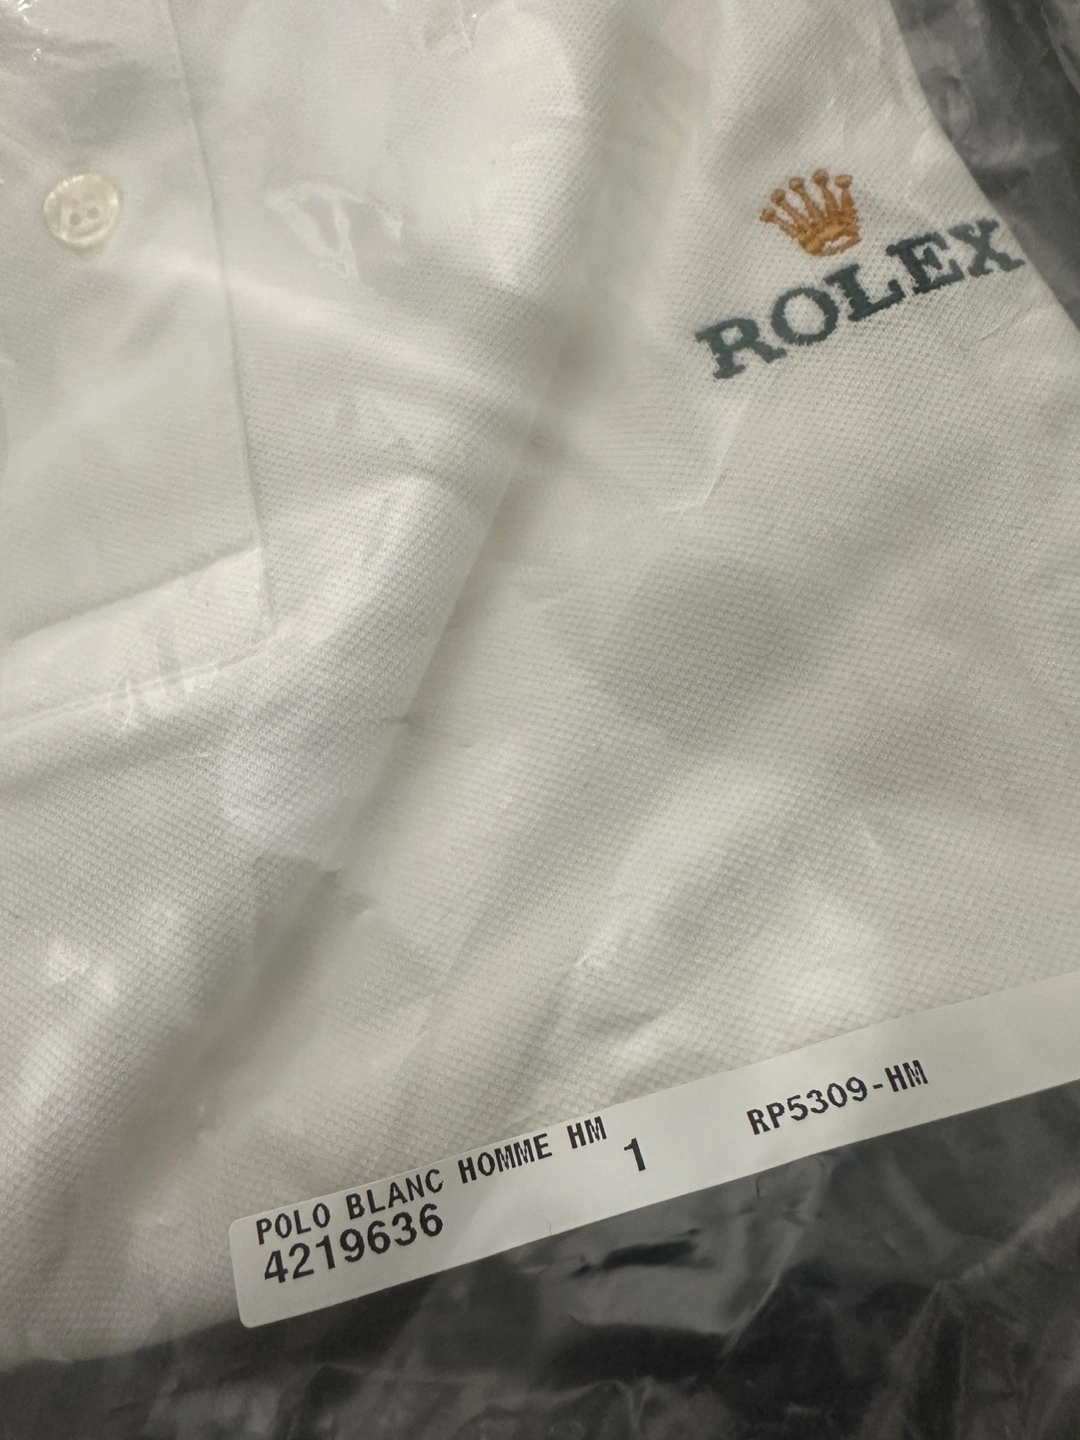 ROLEX
POLO BLANC HOMME HM
1
RP5309-HM
4219636